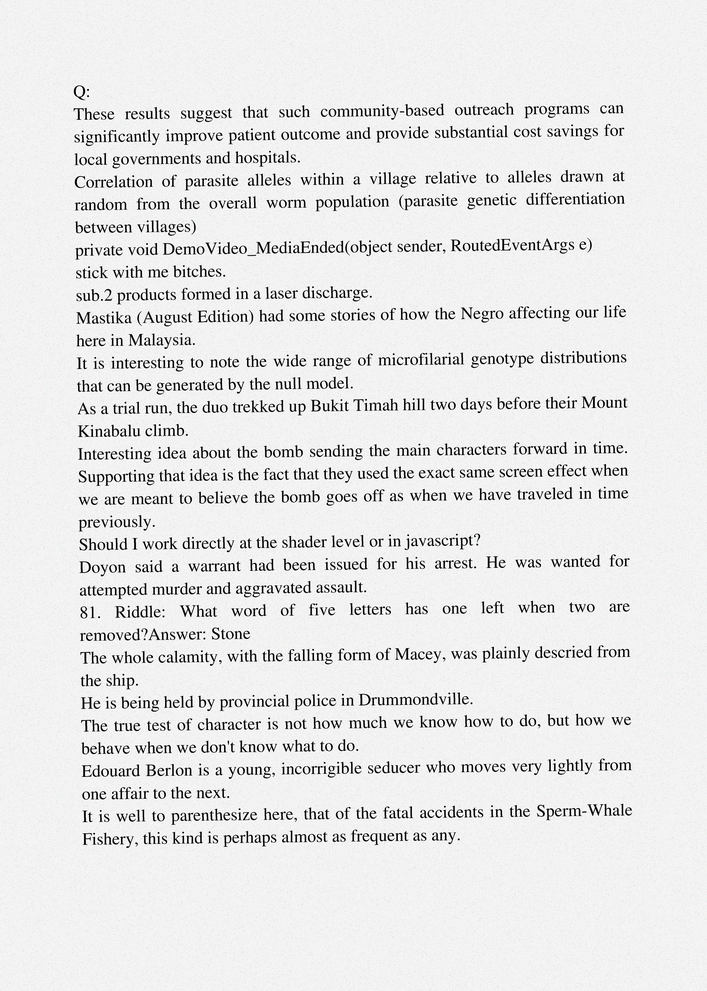 Q:
These results suggest that such community-based outreach programs can
significantly improve patient outcome and provide substantial cost savings for
local governments and hospitals.
Correlation of parasite alleles within a village relative to alleles drawn at
random from the overall worm population (parasite genetic differentiation
between villages)
private void DemoVideo_MediaEnded(object sender, RoutedEventArgs e)
stick with me bitches.
sub.2 products formed in a laser discharge.
Mastika (August Edition) had some stories of how the Negro affecting our life
here in Malaysia.
It is interesting to note the wide range of microfilarial genotype distributions
that can be generated by the null model.
As a trial run, the duo trekked up Bukit Timah hill two days before their Mount
Kinabalu climb.
Interesting idea about the bomb sending the main characters forward in time.
Supporting that idea is the fact that they used the exact same screen effect when
we are meant to believe the bomb goes off as when we have traveled in time
previously.
Should I work directly at the shader level or in javascript?
Doyon said a warrant had been issued for his arrest. He was wanted for
attempted murder and aggravated assault.
81. Riddle: What word of five letters has one left when two are
removed?Answer: Stone
The whole calamity, with the falling form of Macey, was plainly descried from
the ship.
He is being held by provincial police in Drummondville.
The true test of character is not how much we know how to do, but how we
behave when we don't know what to do.
Edouard Berlon is a young, incorrigible seducer who moves very lightly from
one affair to the next.
It is well to parenthesize here, that of the fatal accidents in the Sperm-Whale
Fishery, this kind is perhaps almost as frequent as any.